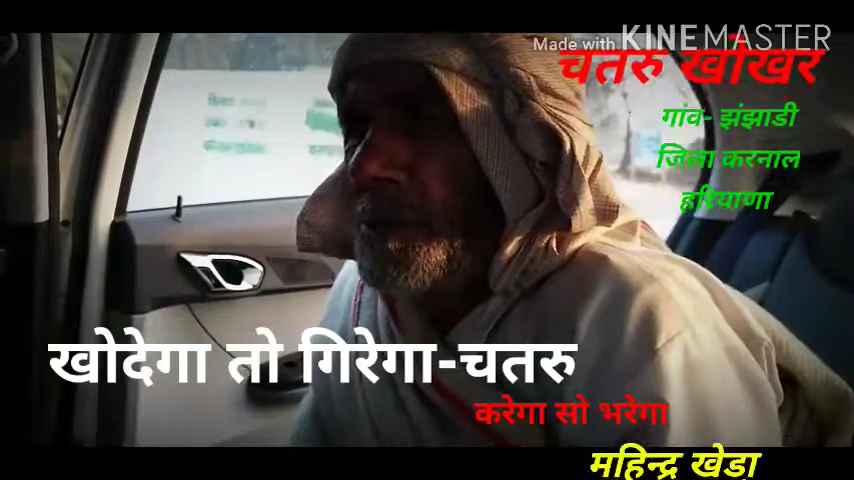 Made with KINEMASTER
चतरु खोखर
गांव- झंझाडी
जिला करनाल
हरियाणा
खोदेगा तो गिरेगा-चतरु
करेगा सो भरेगा
महिन्द्र खेडा